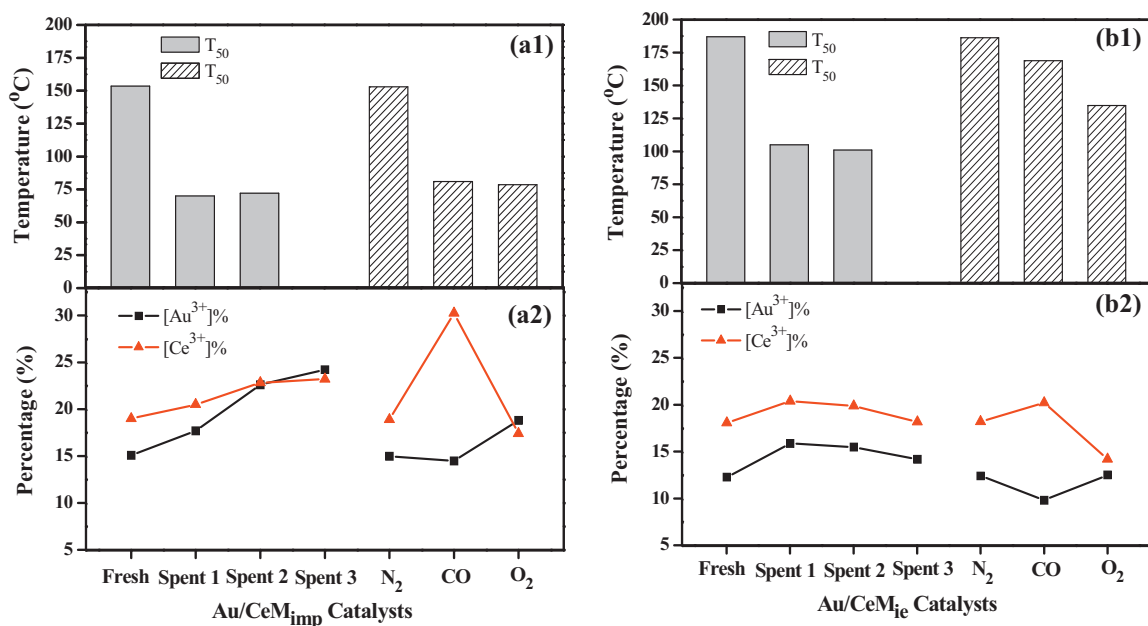 200
175
150
125
100
75
50
25
0
Temperature (⁰C)
T₅₀
T₅₀
(a1)
30
25
20
15
10
5
Percentage (%)
[Au³⁺]%
[Ce³⁺]%
(a2)
Fresh Spent 1 Spent 2 Spent 3 N₂ CO O₂
Au/CeM_imp Catalysts
200
175
150
125
100
75
50
25
0
Temperature (⁰C)
T₅₀
T₅₀
(b1)
30
25
20
15
10
5
Percentage (%)
[Au³⁺]%
[Ce³⁺]%
(b2)
Fresh Spent 1 Spent 2 Spent 3 N₂ CO O₂
Au/CeM_ie Catalysts